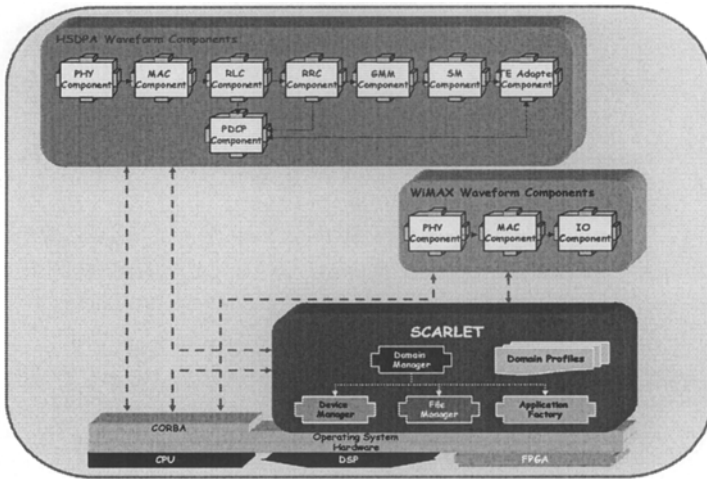 HSDPA Waveform Components
PHY MAC RLC RRC GMM SM TE Adapter
Component Component Component Component Component Component Component
PDCP
Component
WiMAX Waveform Components
PHY MAC IO
Component Component Component
SCARLET
Domain
Manager
Domain Profiles
Device File Application
Manager Manager Factory
CORBA
Operating System
Hardware
CPU DSP FPGA